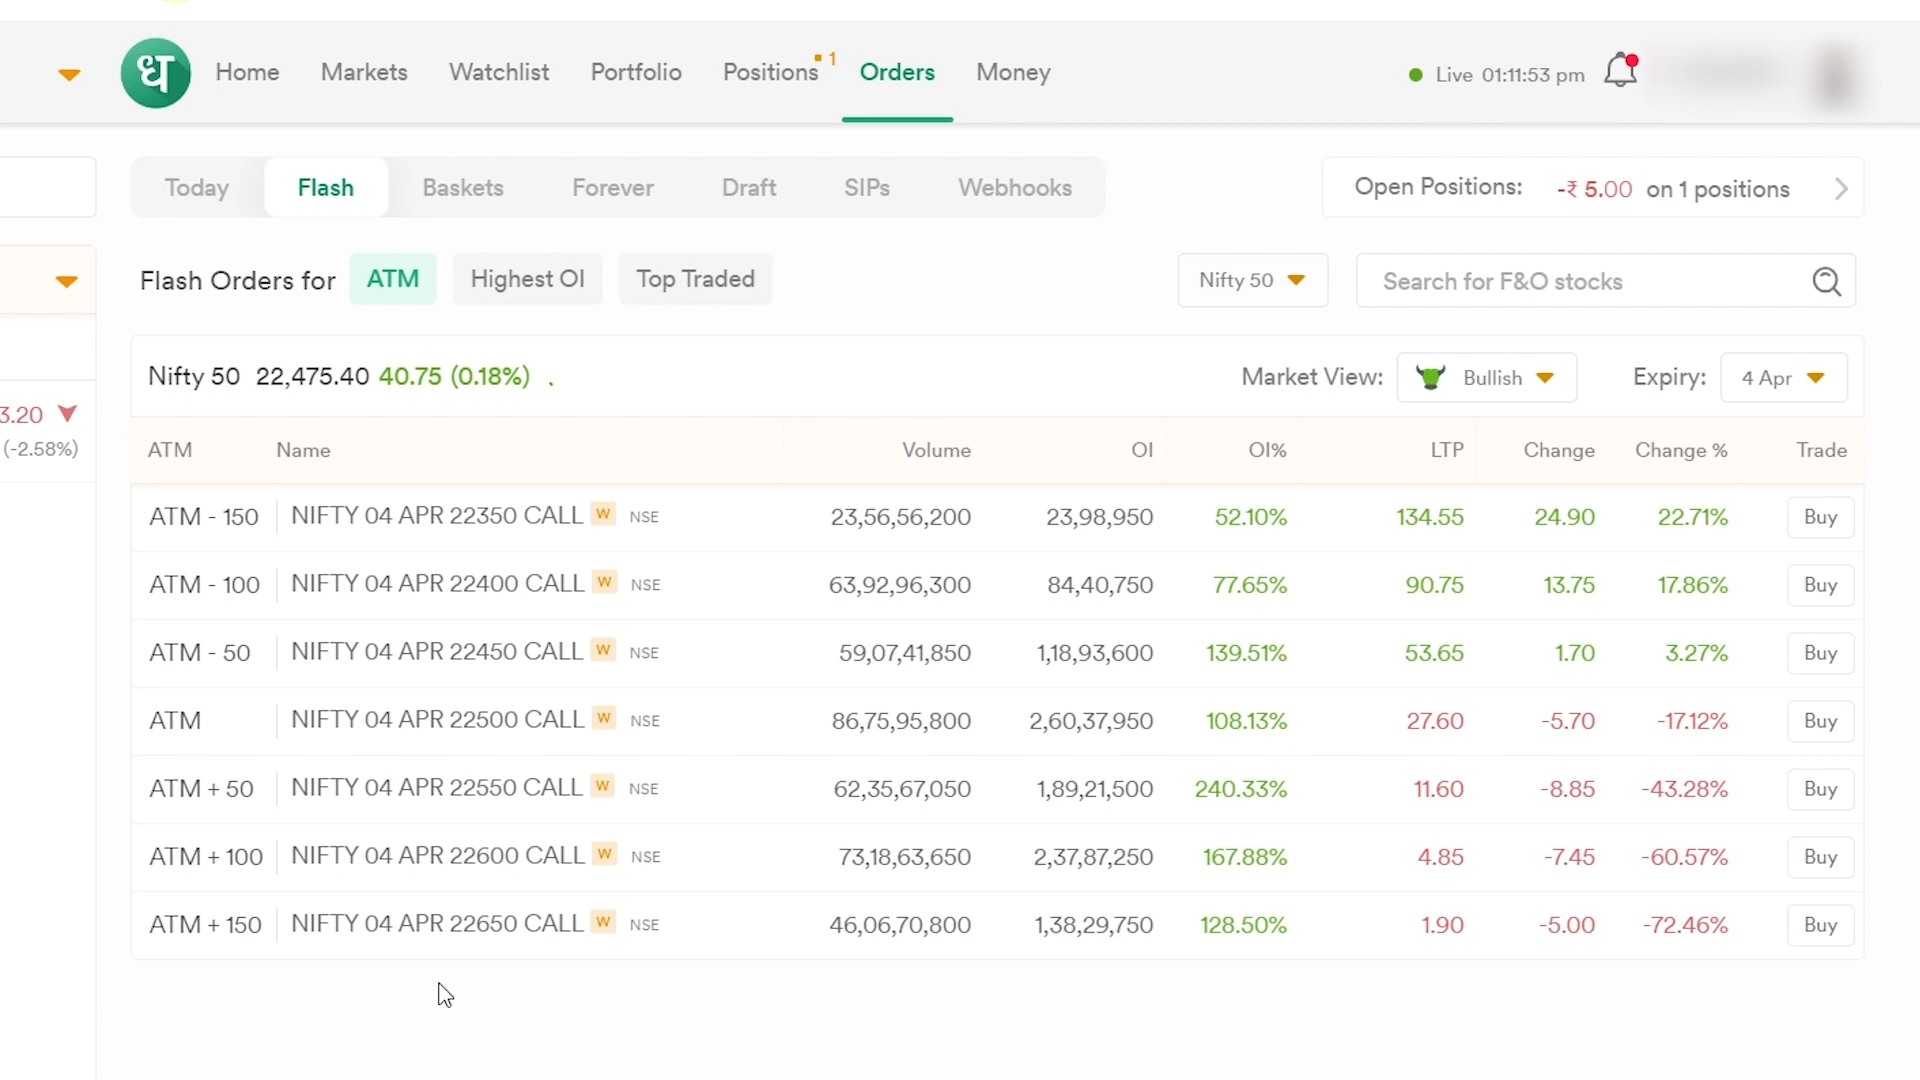 ध
Home Markets Watchlist Portfolio Positions 1 Orders Money
Live 01:11:53 pm
Today Flash Baskets Forever Draft SIPs Webhooks
Open Positions: -₹ 5.00 on 1 positions
Flash Orders for ATM Highest OI Top Traded
Nifty 50 Search for F&O stocks
Nifty 50 22,475.40 40.75 (0.18%) .
Market View: Bullish Expiry: 4 Apr
3.20
(-2.58%)
ATM Name Volume OI OI% LTP Change Change % Trade
ATM - 150 NIFTY 04 APR 22350 CALL W NSE 23,56,56,200 23,98,950 52.10% 134.55 24.90 22.71% Buy
ATM - 100 NIFTY 04 APR 22400 CALL W NSE 63,92,96,300 84,40,750 77.65% 90.75 13.75 17.86% Buy
ATM - 50 NIFTY 04 APR 22450 CALL W NSE 59,07,41,850 1,18,93,600 139.51% 53.65 1.70 3.27% Buy
ATM NIFTY 04 APR 22500 CALL W NSE 86,75,95,800 2,60,37,950 108.13% 27.60 -5.70 -17.12% Buy
ATM + 50 NIFTY 04 APR 22550 CALL W NSE 62,35,67,050 1,89,21,500 240.33% 11.60 -8.85 -43.28% Buy
ATM + 100 NIFTY 04 APR 22600 CALL W NSE 73,18,63,650 2,37,87,250 167.88% 4.85 -7.45 -60.57% Buy
ATM + 150 NIFTY 04 APR 22650 CALL W NSE 46,06,70,800 1,38,29,750 128.50% 1.90 -5.00 -72.46% Buy